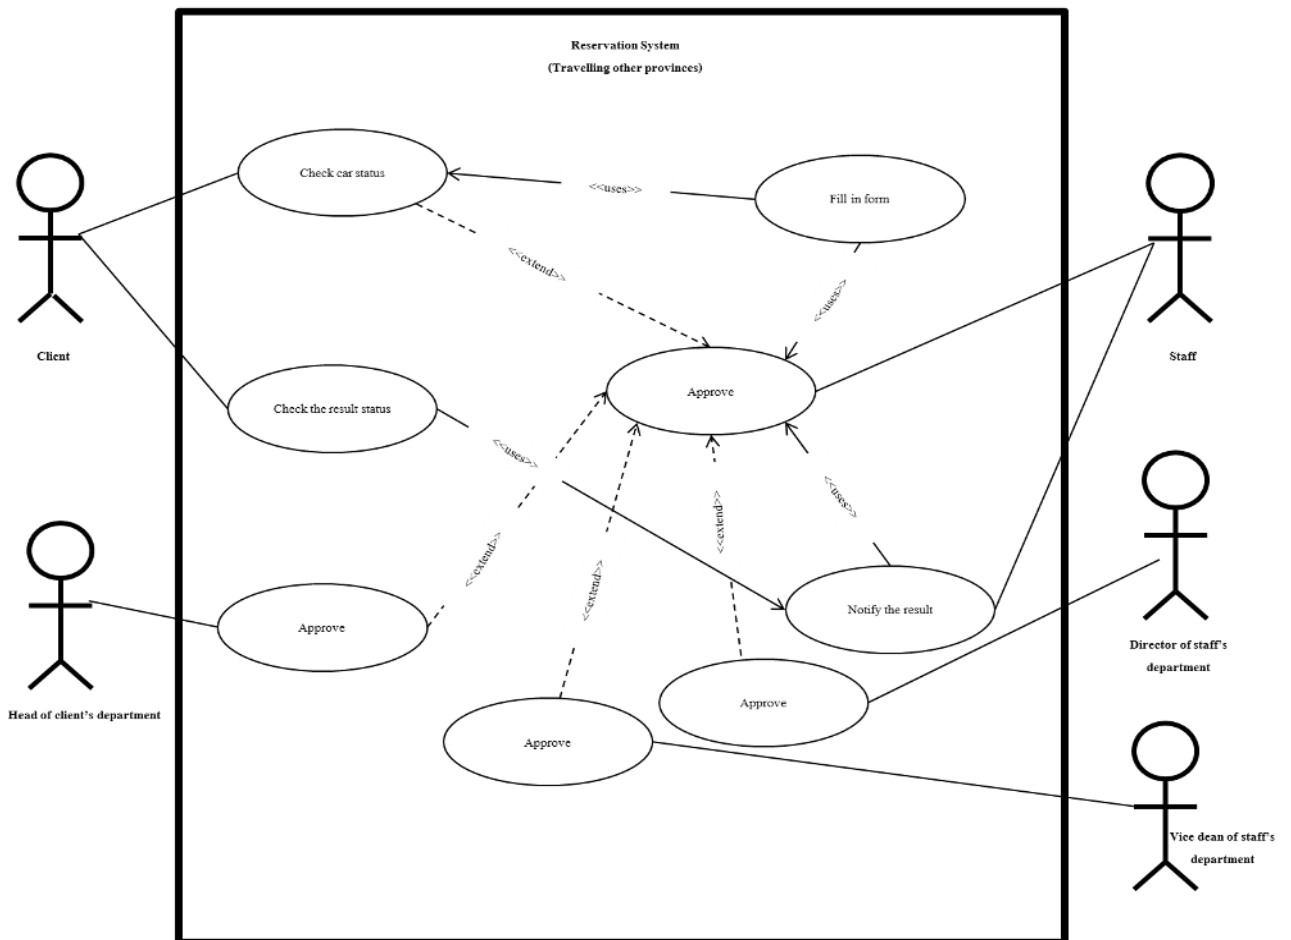 Reservation System
(Travelling other provinces)
Check car status
<<uses>>
Fill in form
<<extend>>
<<uses>>
Client
Staff
Approve
Check the result status
<<uses>>
<<uses>>
<<extend>>
<<extend>>
<<extend>>
Notify the result
Approve
Director of staff's
department
Head of client's department
Approve
Approve
Vice dean of staff's
department